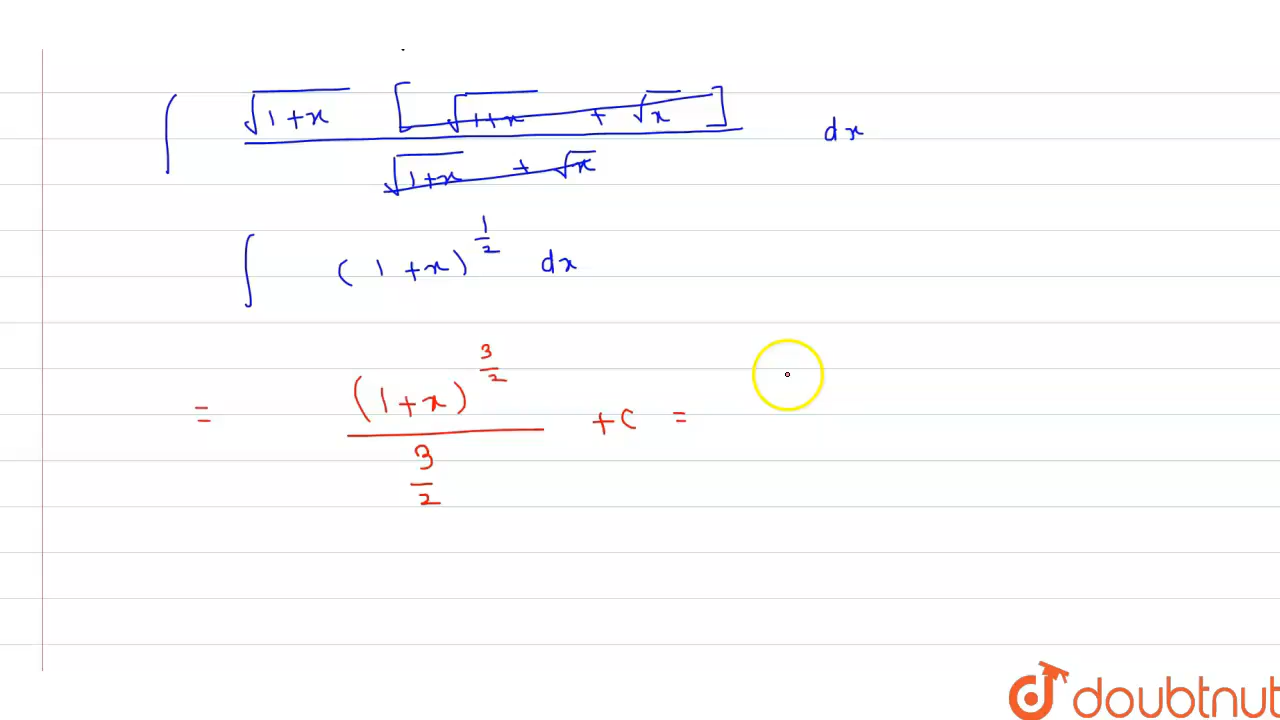 ∫ √1+x [√1+x + √x] / √1+x + √x dx
∫ (1+x)^1/2 dx
= (1+x)^3/2 / 3/2 + c =
doubtnut